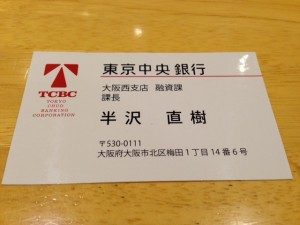 TCBC
TOKYO
CHUO
BANKING
CORPORATION
東京中央銀行
大阪西支店 融資課
課長
半沢 直樹
〒530-0111
大阪府大阪市北区梅田1丁目14番6号